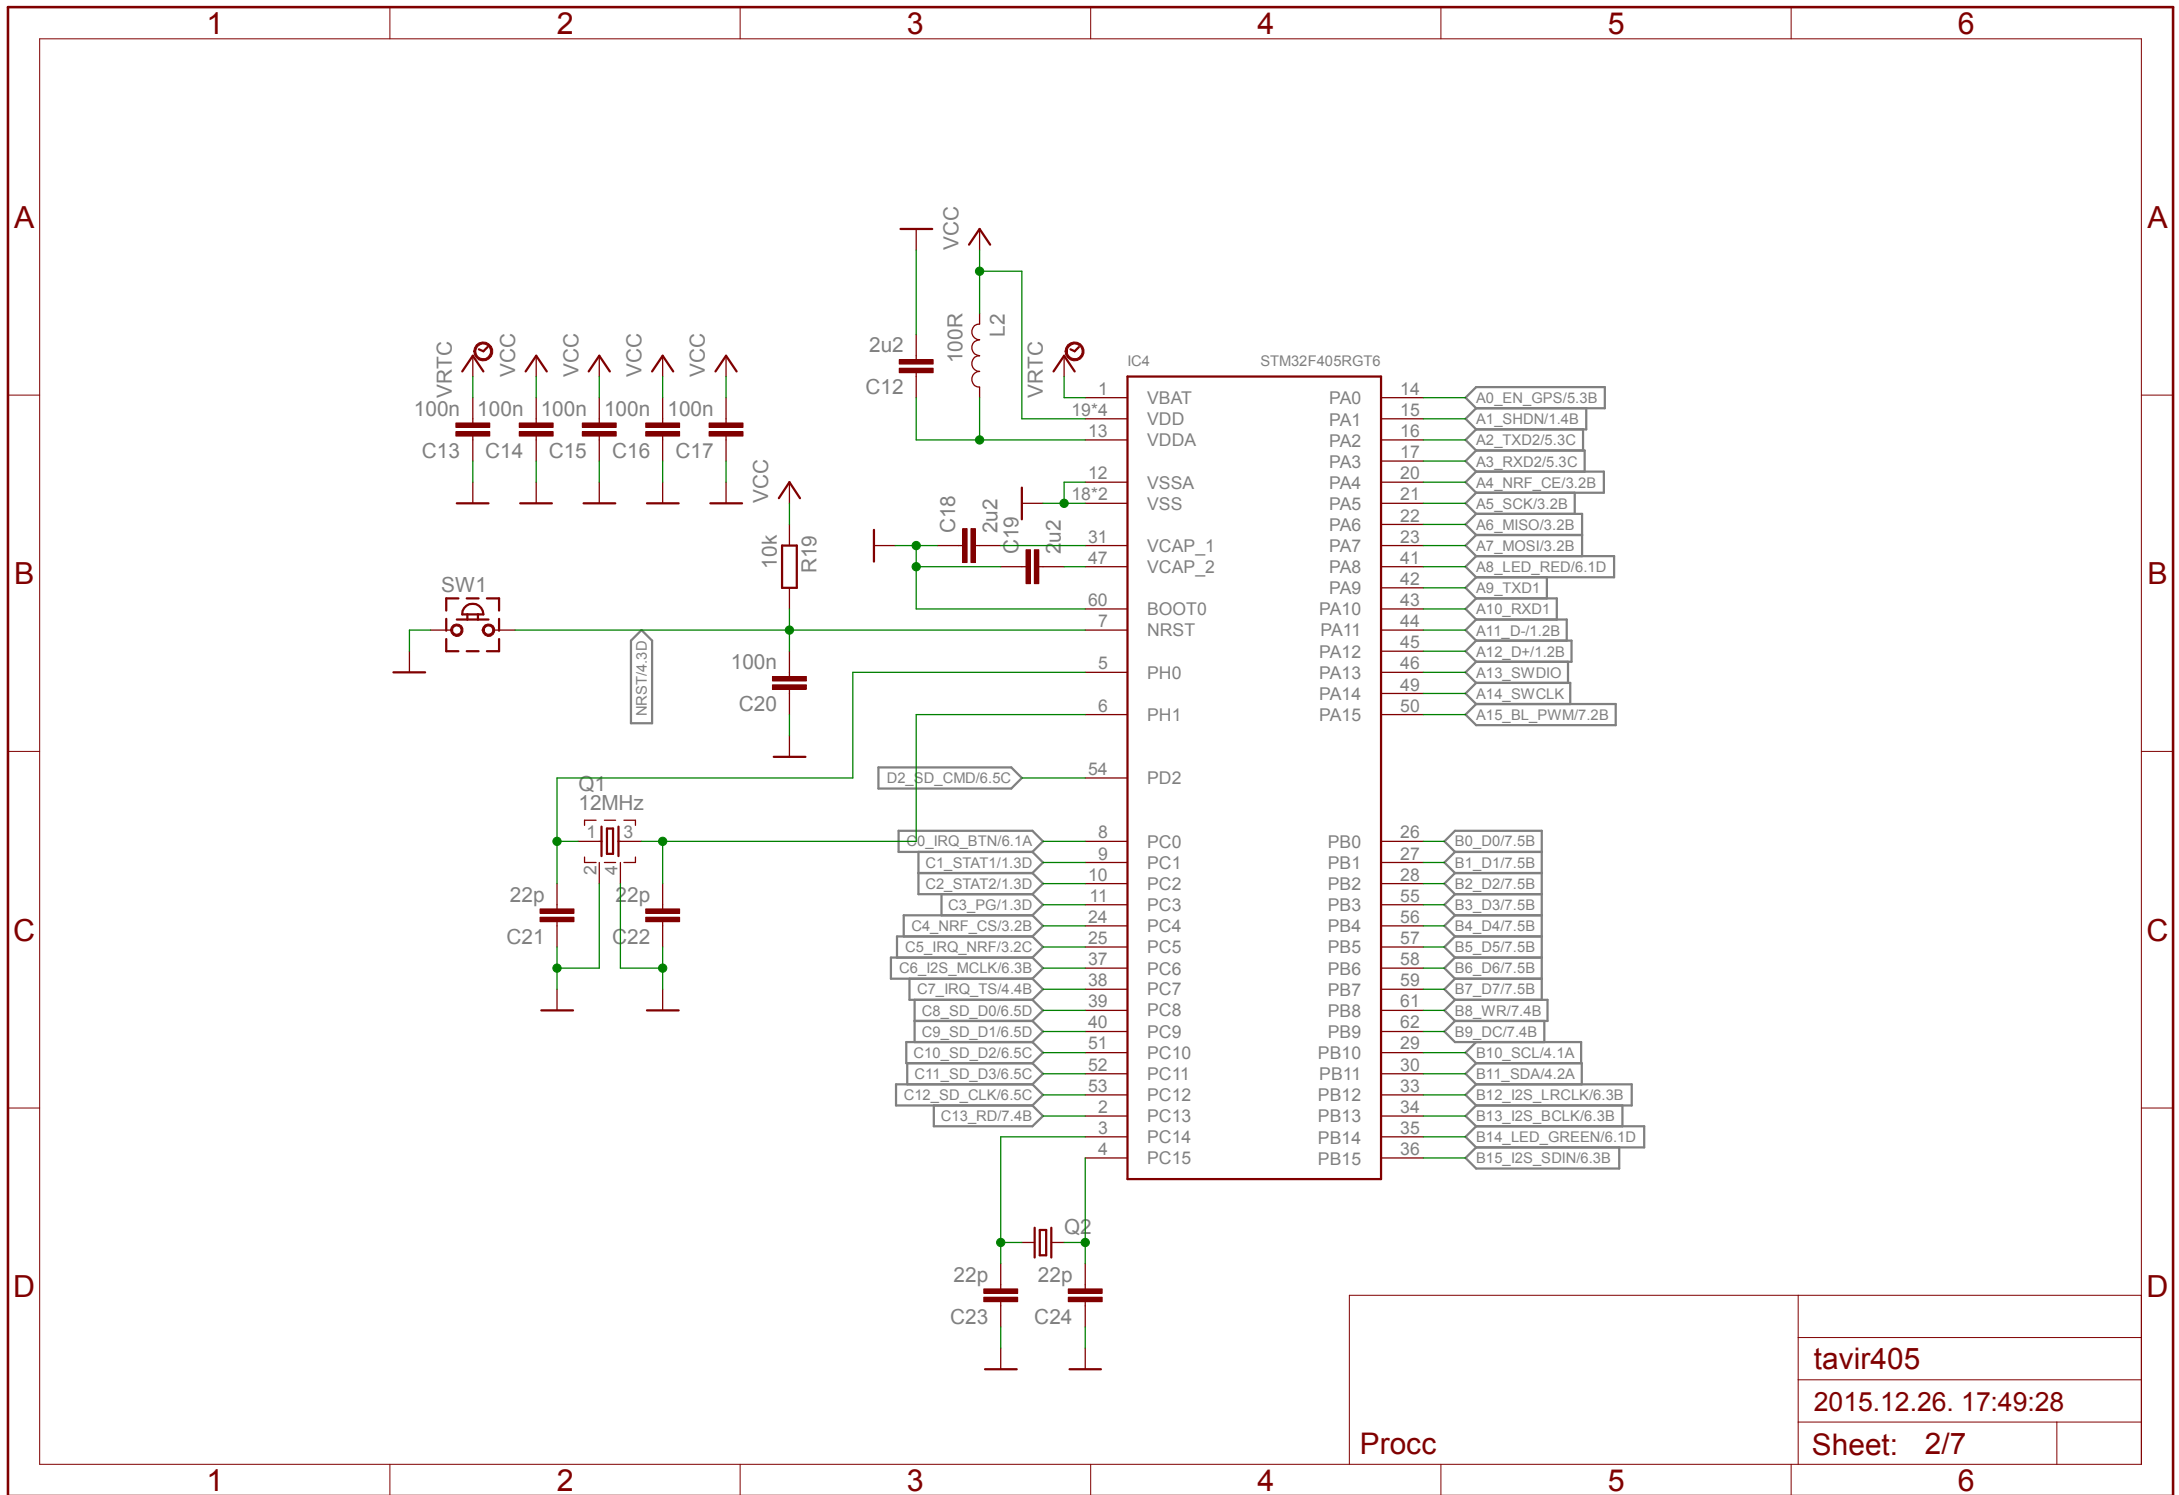 1 2 3 4 5 6
A A
B B
C C
D D
VCC
100R
L2
2u2
C12
VRTC
VRTC
VCC
VCC
VCC
VCC
100n 100n 100n 100n 100n
C13 C14 C15 C16 C17
VCC
10k
R19
C18
2u2
C19
2u2
SW1
NRST/4.3D
100n
C20
Q1
12MHz
1 3
2 4
22p 22p
C21 C22
IC4 STM32F405RGT6
1 VBAT
19*4 VDD
13 VDDA
12 VSSA
18*2 VSS
31 VCAP_1
47 VCAP_2
60 BOOT0
7 NRST
5 PH0
6 PH1
D2_SD_CMD/6.5C 54 PD2
C0_IRQ_BTN/6.1A 8 PC0
C1_STAT1/1.3D 9 PC1
C2_STAT2/1.3D 10 PC2
C3_PG/1.3D 11 PC3
C4_NRF_CS/3.2B 24 PC4
C5_IRQ_NRF/3.2C 25 PC5
C6_I2S_MCLK/6.3B 37 PC6
C7_IRQ_TS/4.4B 38 PC7
C8_SD_D0/6.5D 39 PC8
C9_SD_D1/6.5D 40 PC9
C10_SD_D2/6.5C 51 PC10
C11_SD_D3/6.5C 52 PC11
C12_SD_CLK/6.5C 53 PC12
C13_RD/7.4B 2 PC13
3 PC14
4 PC15
PA0 14 A0_EN_GPS/5.3B
PA1 15 A1_SHDN/1.4B
PA2 16 A2_TXD2/5.3C
PA3 17 A3_RXD2/5.3C
PA4 20 A4_NRF_CE/3.2B
PA5 21 A5_SCK/3.2B
PA6 22 A6_MISO/3.2B
PA7 23 A7_MOSI/3.2B
PA8 41 A8_LED_RED/6.1D
PA9 42 A9_TXD1
PA10 43 A10_RXD1
PA11 44 A11_D-/1.2B
PA12 45 A12_D+/1.2B
PA13 46 A13_SWDIO
PA14 49 A14_SWCLK
PA15 50 A15_BL_PWM/7.2B
PB0 26 B0_D0/7.5B
PB1 27 B1_D1/7.5B
PB2 28 B2_D2/7.5B
PB3 55 B3_D3/7.5B
PB4 56 B4_D4/7.5B
PB5 57 B5_D5/7.5B
PB6 58 B6_D6/7.5B
PB7 59 B7_D7/7.5B
PB8 61 B8_WR/7.4B
PB9 62 B9_DC/7.4B
PB10 29 B10_SCL/4.1A
PB11 30 B11_SDA/4.2A
PB12 33 B12_I2S_LRCLK/6.3B
PB13 34 B13_I2S_BCLK/6.3B
PB14 35 B14_LED_GREEN/6.1D
PB15 36 B15_I2S_SDIN/6.3B
Q2
22p 22p
C23 C24
tavir405
2015.12.26. 17:49:28
Procc
Sheet: 2/7
1 2 3 4 5 6